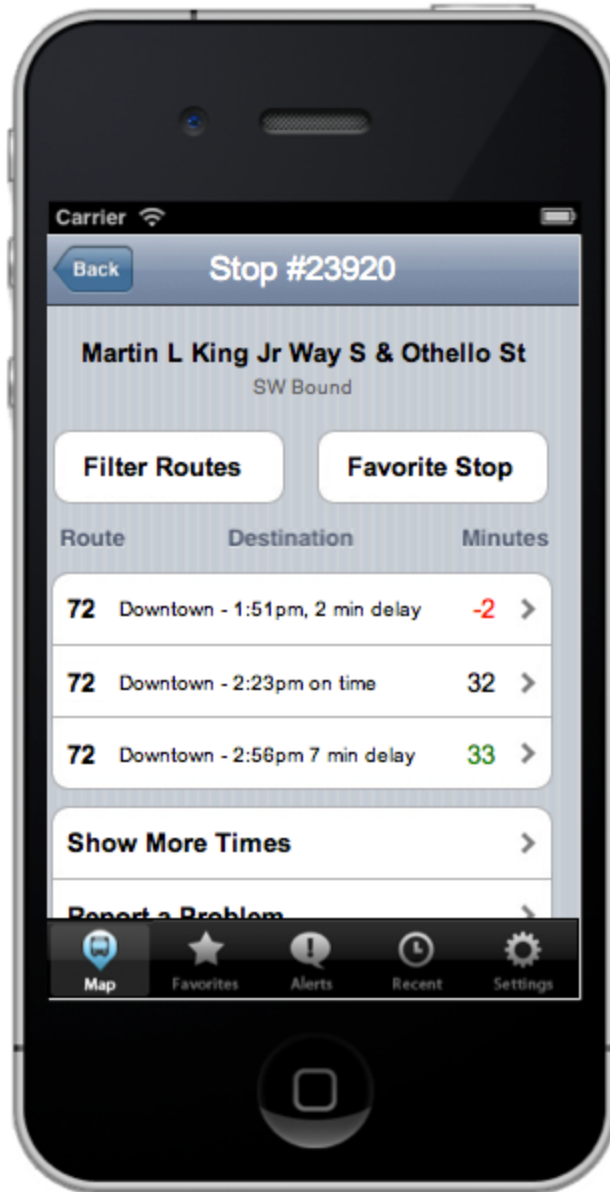 Carrier
Back Stop #23920
Martin L King Jr Way S & Othello St
SW Bound
Filter Routes Favorite Stop
Route Destination Minutes
72 Downtown - 1:51pm, 2 min delay -2
72 Downtown - 2:23pm on time 32
72 Downtown - 2:56pm 7 min delay 33
Show More Times
Report a Problem
Map Favorites Alerts Recent Settings